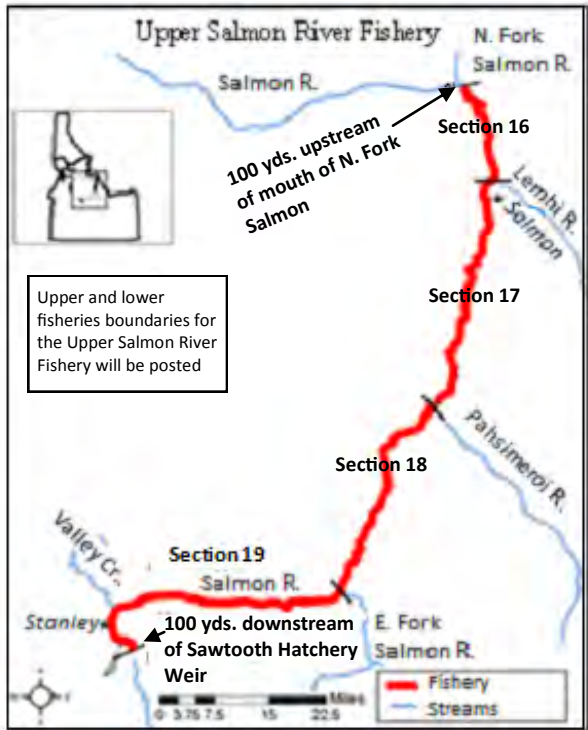 Upper Salmon River Fishery
N. Fork
Salmon R.
Salmon R.
100 yds. upstream
of mouth of N. Fork
Salmon
Section 16
Lemhi R.
Salmon
Section 17
Upper and lower
fisheries boundaries for
the Upper Salmon River
Fishery will be posted
Pahsimeroi R.
Section 18
Valley Cr.
Section 19
Salmon R.
Stanley
100 yds. downstream
of Sawtooth Hatchery
Weir
E. Fork
Salmon R.
Miles
0 3.75 7.5 15 22.5
Fishery
Streams